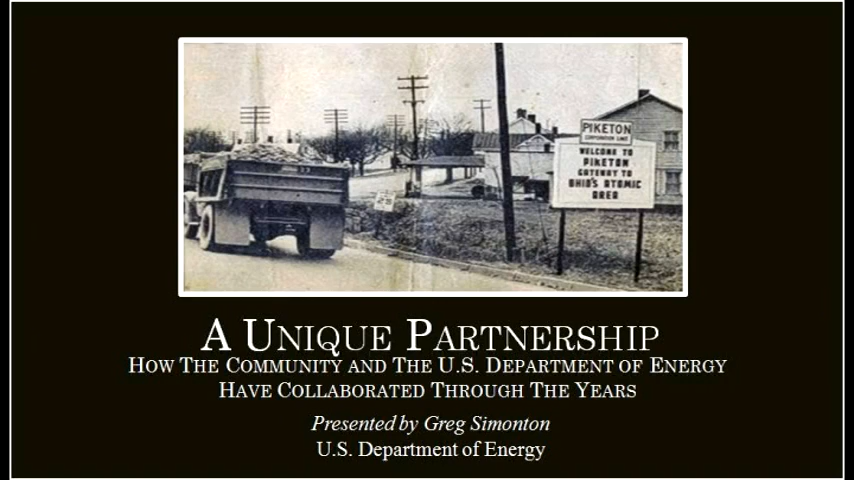 PIKETON
CORPORATION LIMIT
WELCOME TO
PIKETON
GATEWAY TO
OHIO'S ATOMIC
AREA
A UNIQUE PARTNERSHIP
HOW THE COMMUNITY AND THE U.S. DEPARTMENT OF ENERGY
HAVE COLLABORATED THROUGH THE YEARS
Presented by Greg Simonton
U.S. Department of Energy